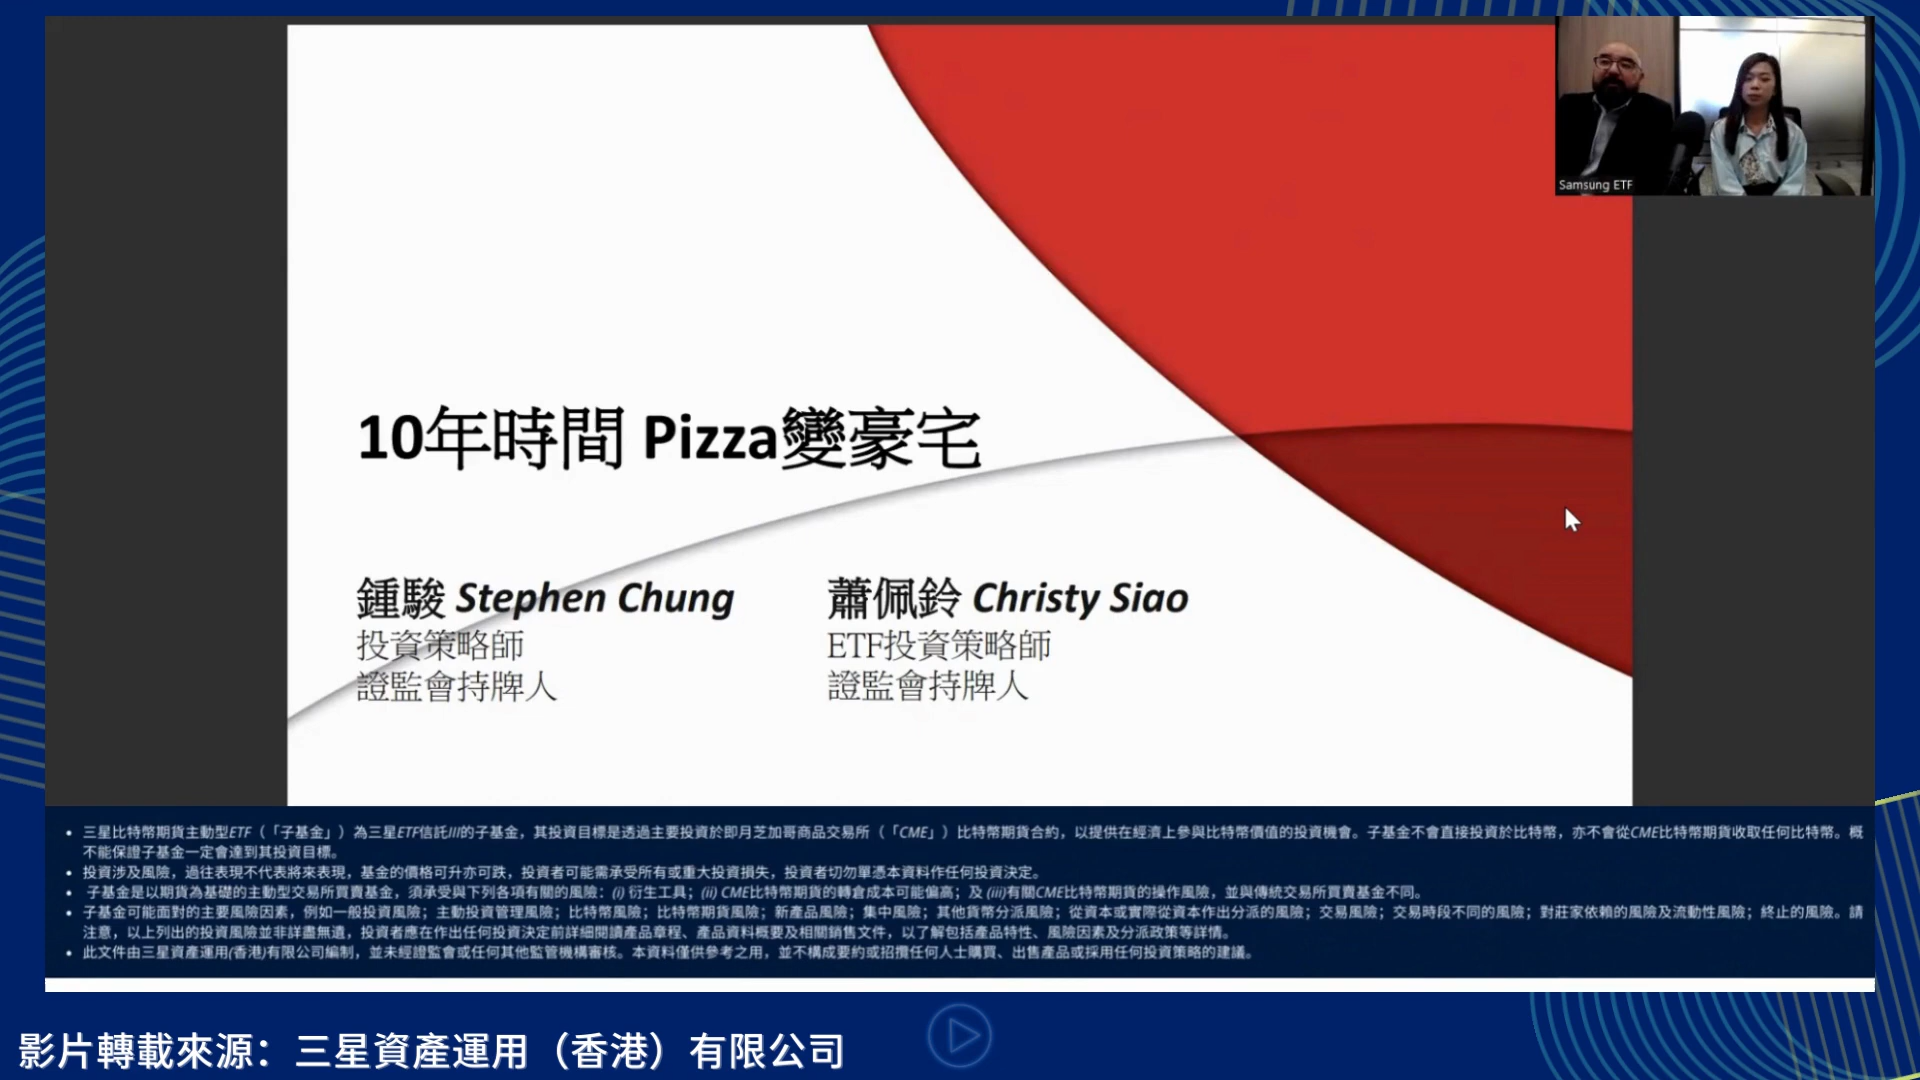 Samsung ETF
10年時間 Pizza變豪宅
鍾駿 Stephen Chung
投資策略師
證監會持牌人
蕭佩鈴 Christy Siao
ETF投資策略師
證監會持牌人
• 三星比特幣期貨主動型ETF（「子基金」）為三星ETF信託III的子基金，其投資目標是透過主要投資於即月芝加哥商品交易所（「CME」）比特幣期貨合約，以提供在經濟上參與比特幣價值的投資機會。子基金不會直接投資於比特幣，亦不會從CME比特幣期貨收取任何比特幣。概
不能保證子基金一定會達到其投資目標。
• 投資涉及風險，過往表現不代表將來表現，基金的價格可升亦可跌，投資者可能需承受所有或重大投資損失，投資者切勿單憑本資料作任何投資決定。
• 子基金是以期貨為基礎的主動型交易所買賣基金，須承受與下列各項有關的風險：(i) 衍生工具；(ii) CME比特幣期貨的轉倉成本可能偏高；及 (iii)有關CME比特幣期貨的操作風險，並與傳統交易所買賣基金不同。
• 子基金可能面對的主要風險因素，例如一般投資風險；主動投資管理風險；比特幣風險；比特幣期貨風險；新產品風險；集中風險；其他貨幣分派風險；從資本或實際從資本作出分派的風險；交易風險；交易時段不同的風險；對莊家依賴的風險及流動性風險；終止的風險。請
注意，以上列出的投資風險並非詳盡無遺，投資者應在作出任何投資決定前詳細閱讀產品章程、產品資料概要及相關銷售文件，以了解包括產品特性、風險因素及分派政策等詳情。
• 此文件由三星資產運用(香港)有限公司編制，並未經證監會或任何其他監管機構審核。本資料僅供參考之用，並不構成要約或招攬任何人士購買、出售產品或採用任何投資策略的建議。
影片轉載來源：三星資產運用（香港）有限公司